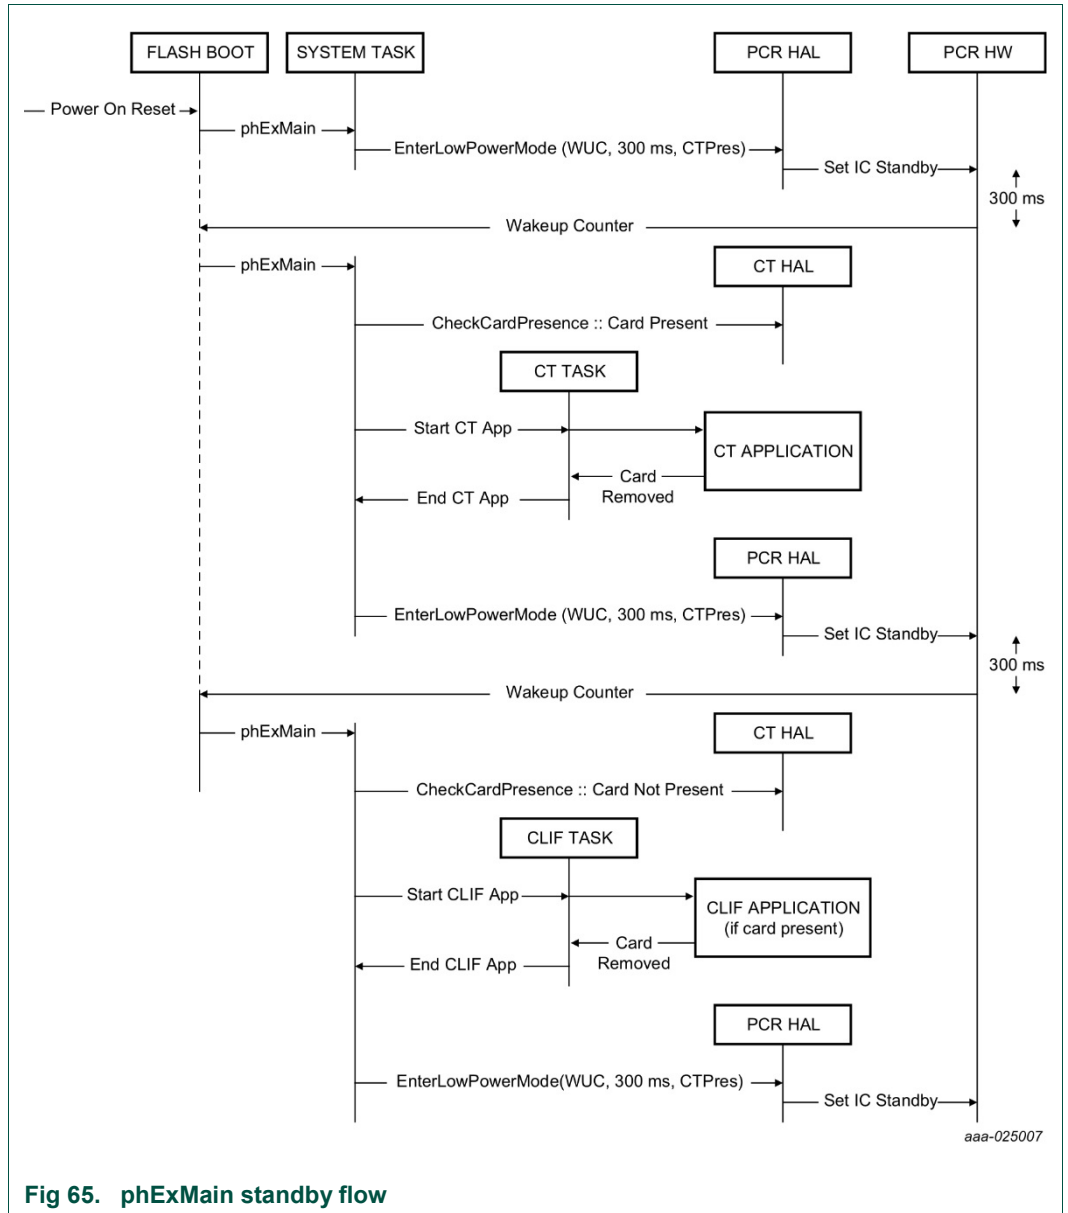 FLASH BOOT
SYSTEM TASK
PCR HAL
PCR HW
Power On Reset
phExMain
EnterLowPowerMode (WUC, 300 ms, CTPres)
Set IC Standby
300 ms
Wakeup Counter
phExMain
CT HAL
CheckCardPresence :: Card Present
CT TASK
Start CT App
CT APPLICATION
Card
Removed
End CT App
PCR HAL
EnterLowPowerMode (WUC, 300 ms, CTPres)
Set IC Standby
300 ms
Wakeup Counter
phExMain
CT HAL
CheckCardPresence :: Card Not Present
CLIF TASK
Start CLIF App
CLIF APPLICATION
(if card present)
Card
Removed
End CLIF App
PCR HAL
EnterLowPowerMode(WUC, 300 ms, CTPres)
Set IC Standby
aaa-025007
Fig 65. phExMain standby flow